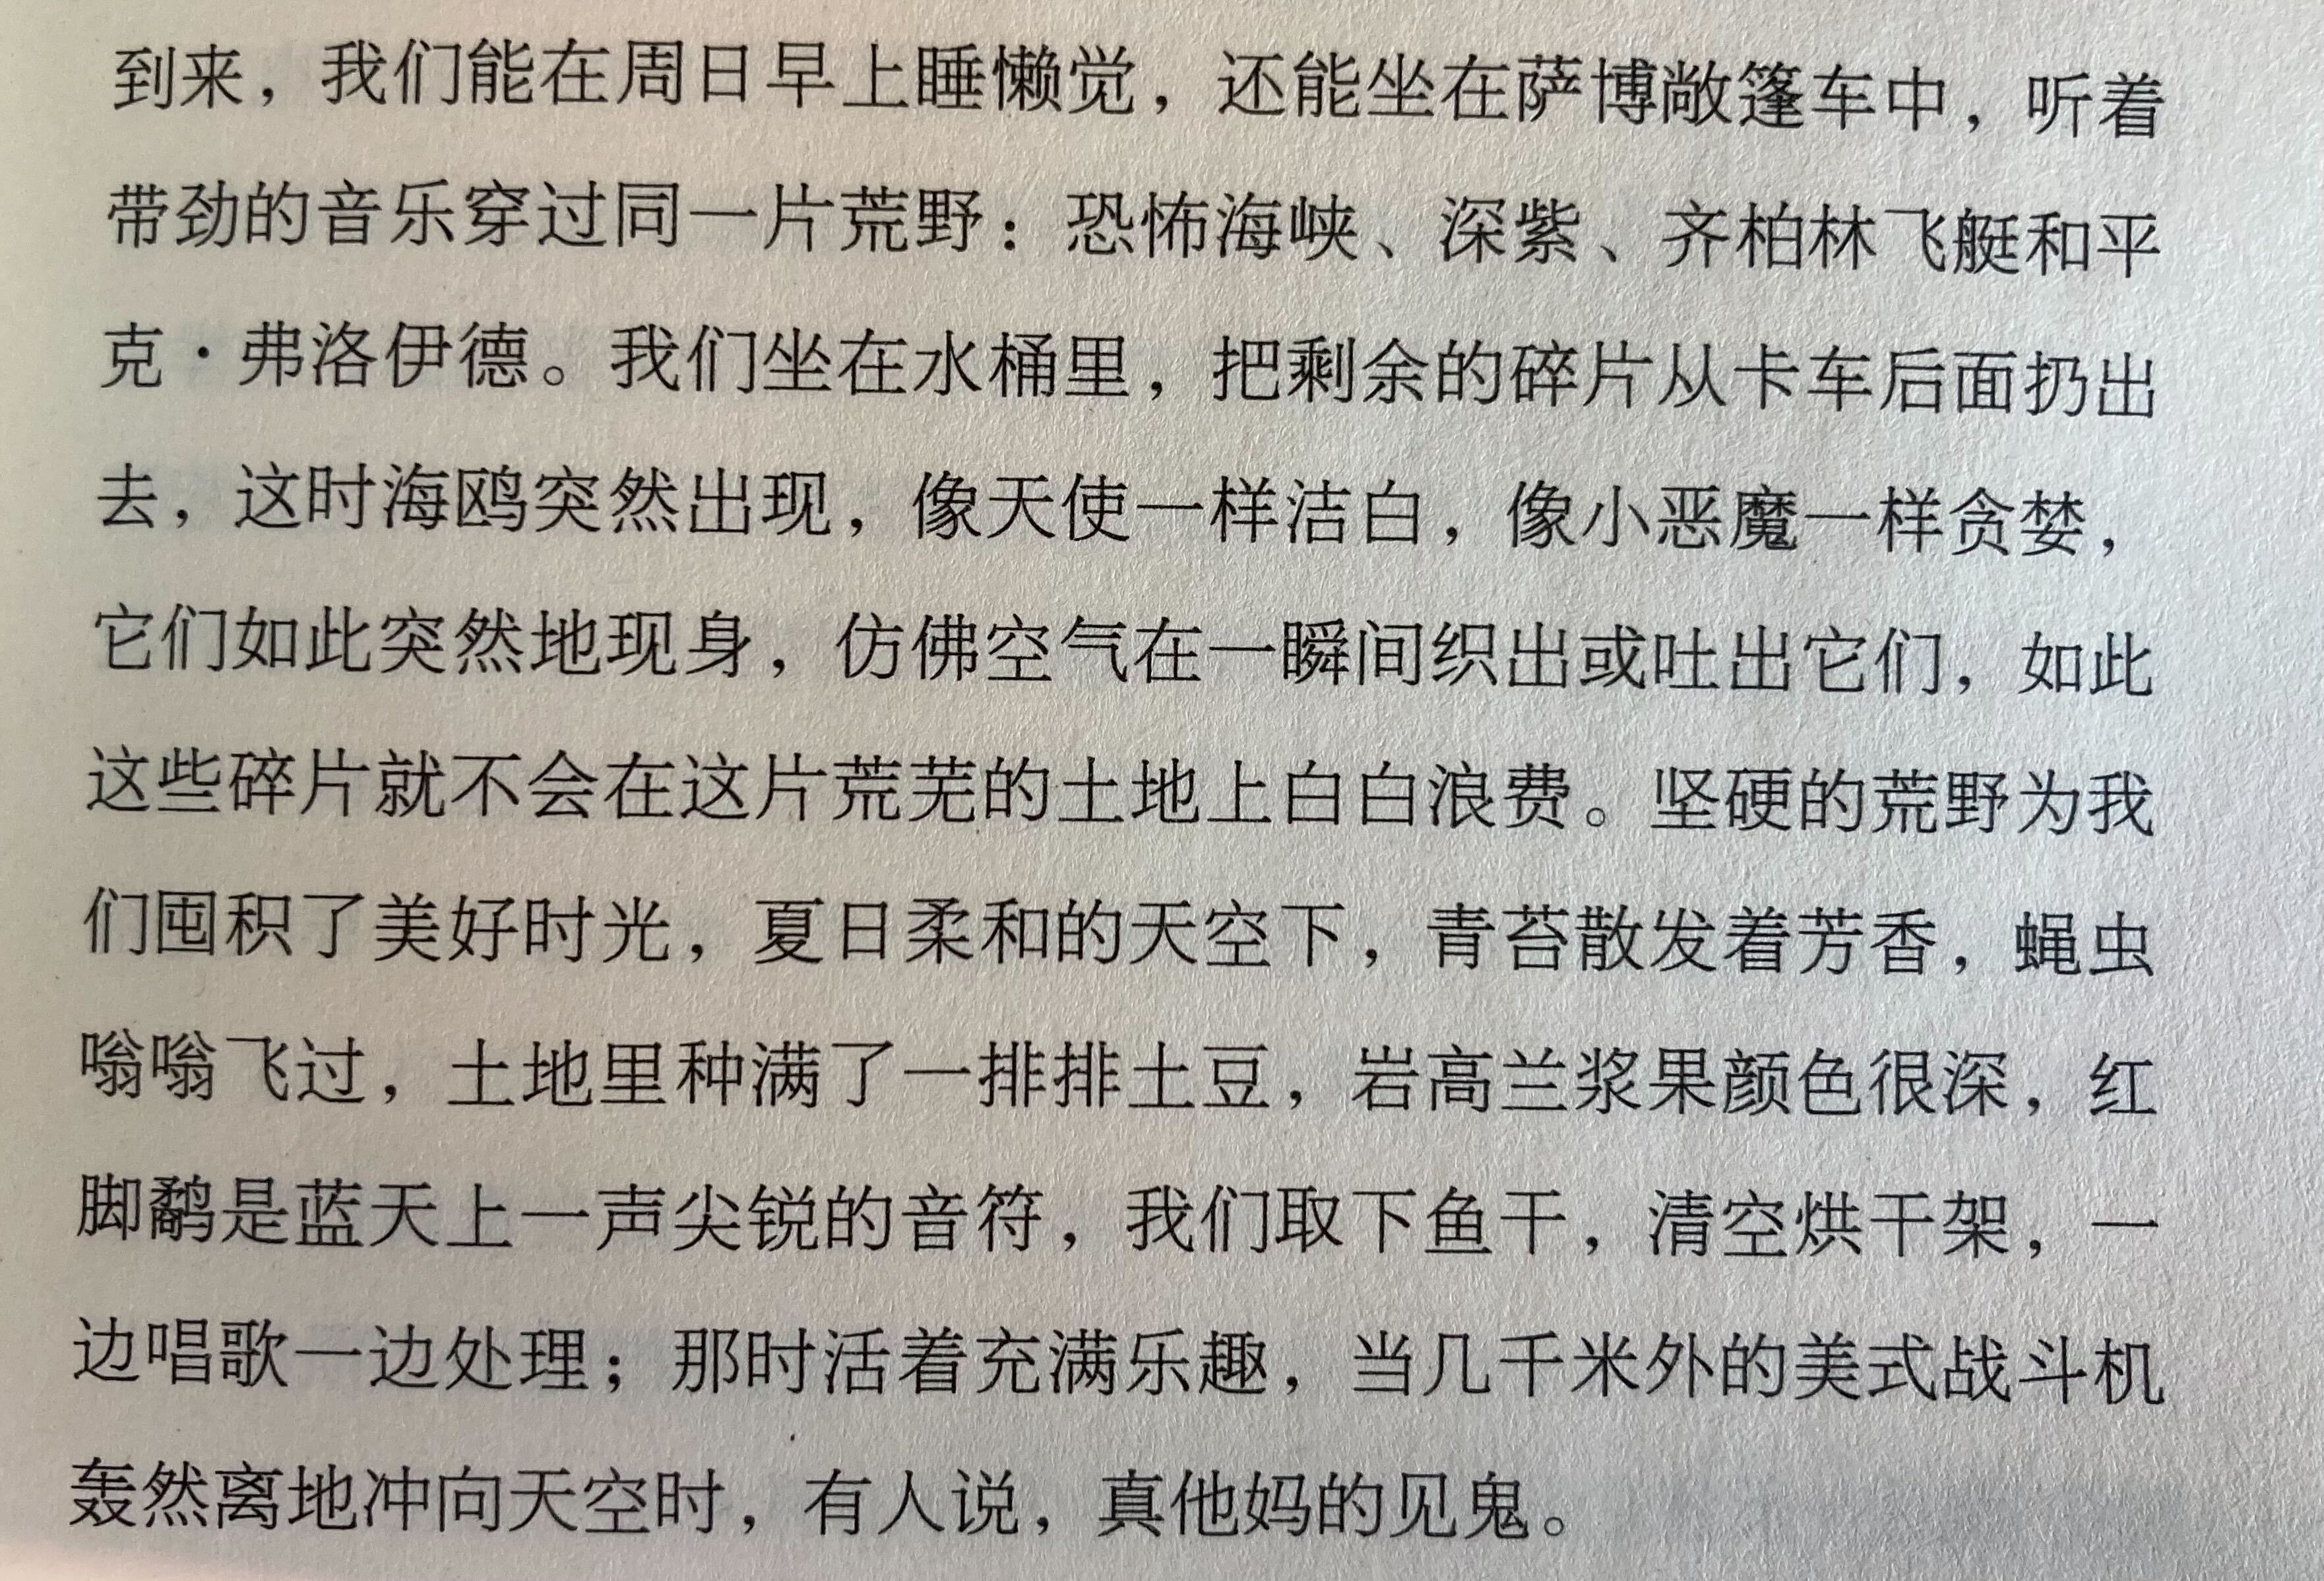 到来，我们能在周日早上睡懒觉，还能坐在萨博敞篷车中，听着
带劲的音乐穿过同一片荒野：恐怖海峡、深紫、齐柏林飞艇和平
克·弗洛伊德。我们坐在水桶里，把剩余的碎片从卡车后面扔出
去，这时海鸥突然出现，像天使一样洁白，像小恶魔一样贪婪，
它们如此突然地现身，仿佛空气在一瞬间织出或吐出它们，如此
这些碎片就不会在这片荒芜的土地上白白浪费。坚硬的荒野为我
们囤积了美好时光，夏日柔和的天空下，青苔散发着芳香，蝇虫
嗡嗡飞过，土地里种满了一排排土豆，岩高兰浆果颜色很深，红
脚鹬是蓝天上一声尖锐的音符，我们取下鱼干，清空烘干架，一
边唱歌一边处理；那时活着充满乐趣，当几千米外的美式战斗机
轰然离地冲向天空时，有人说，真他妈的见鬼。